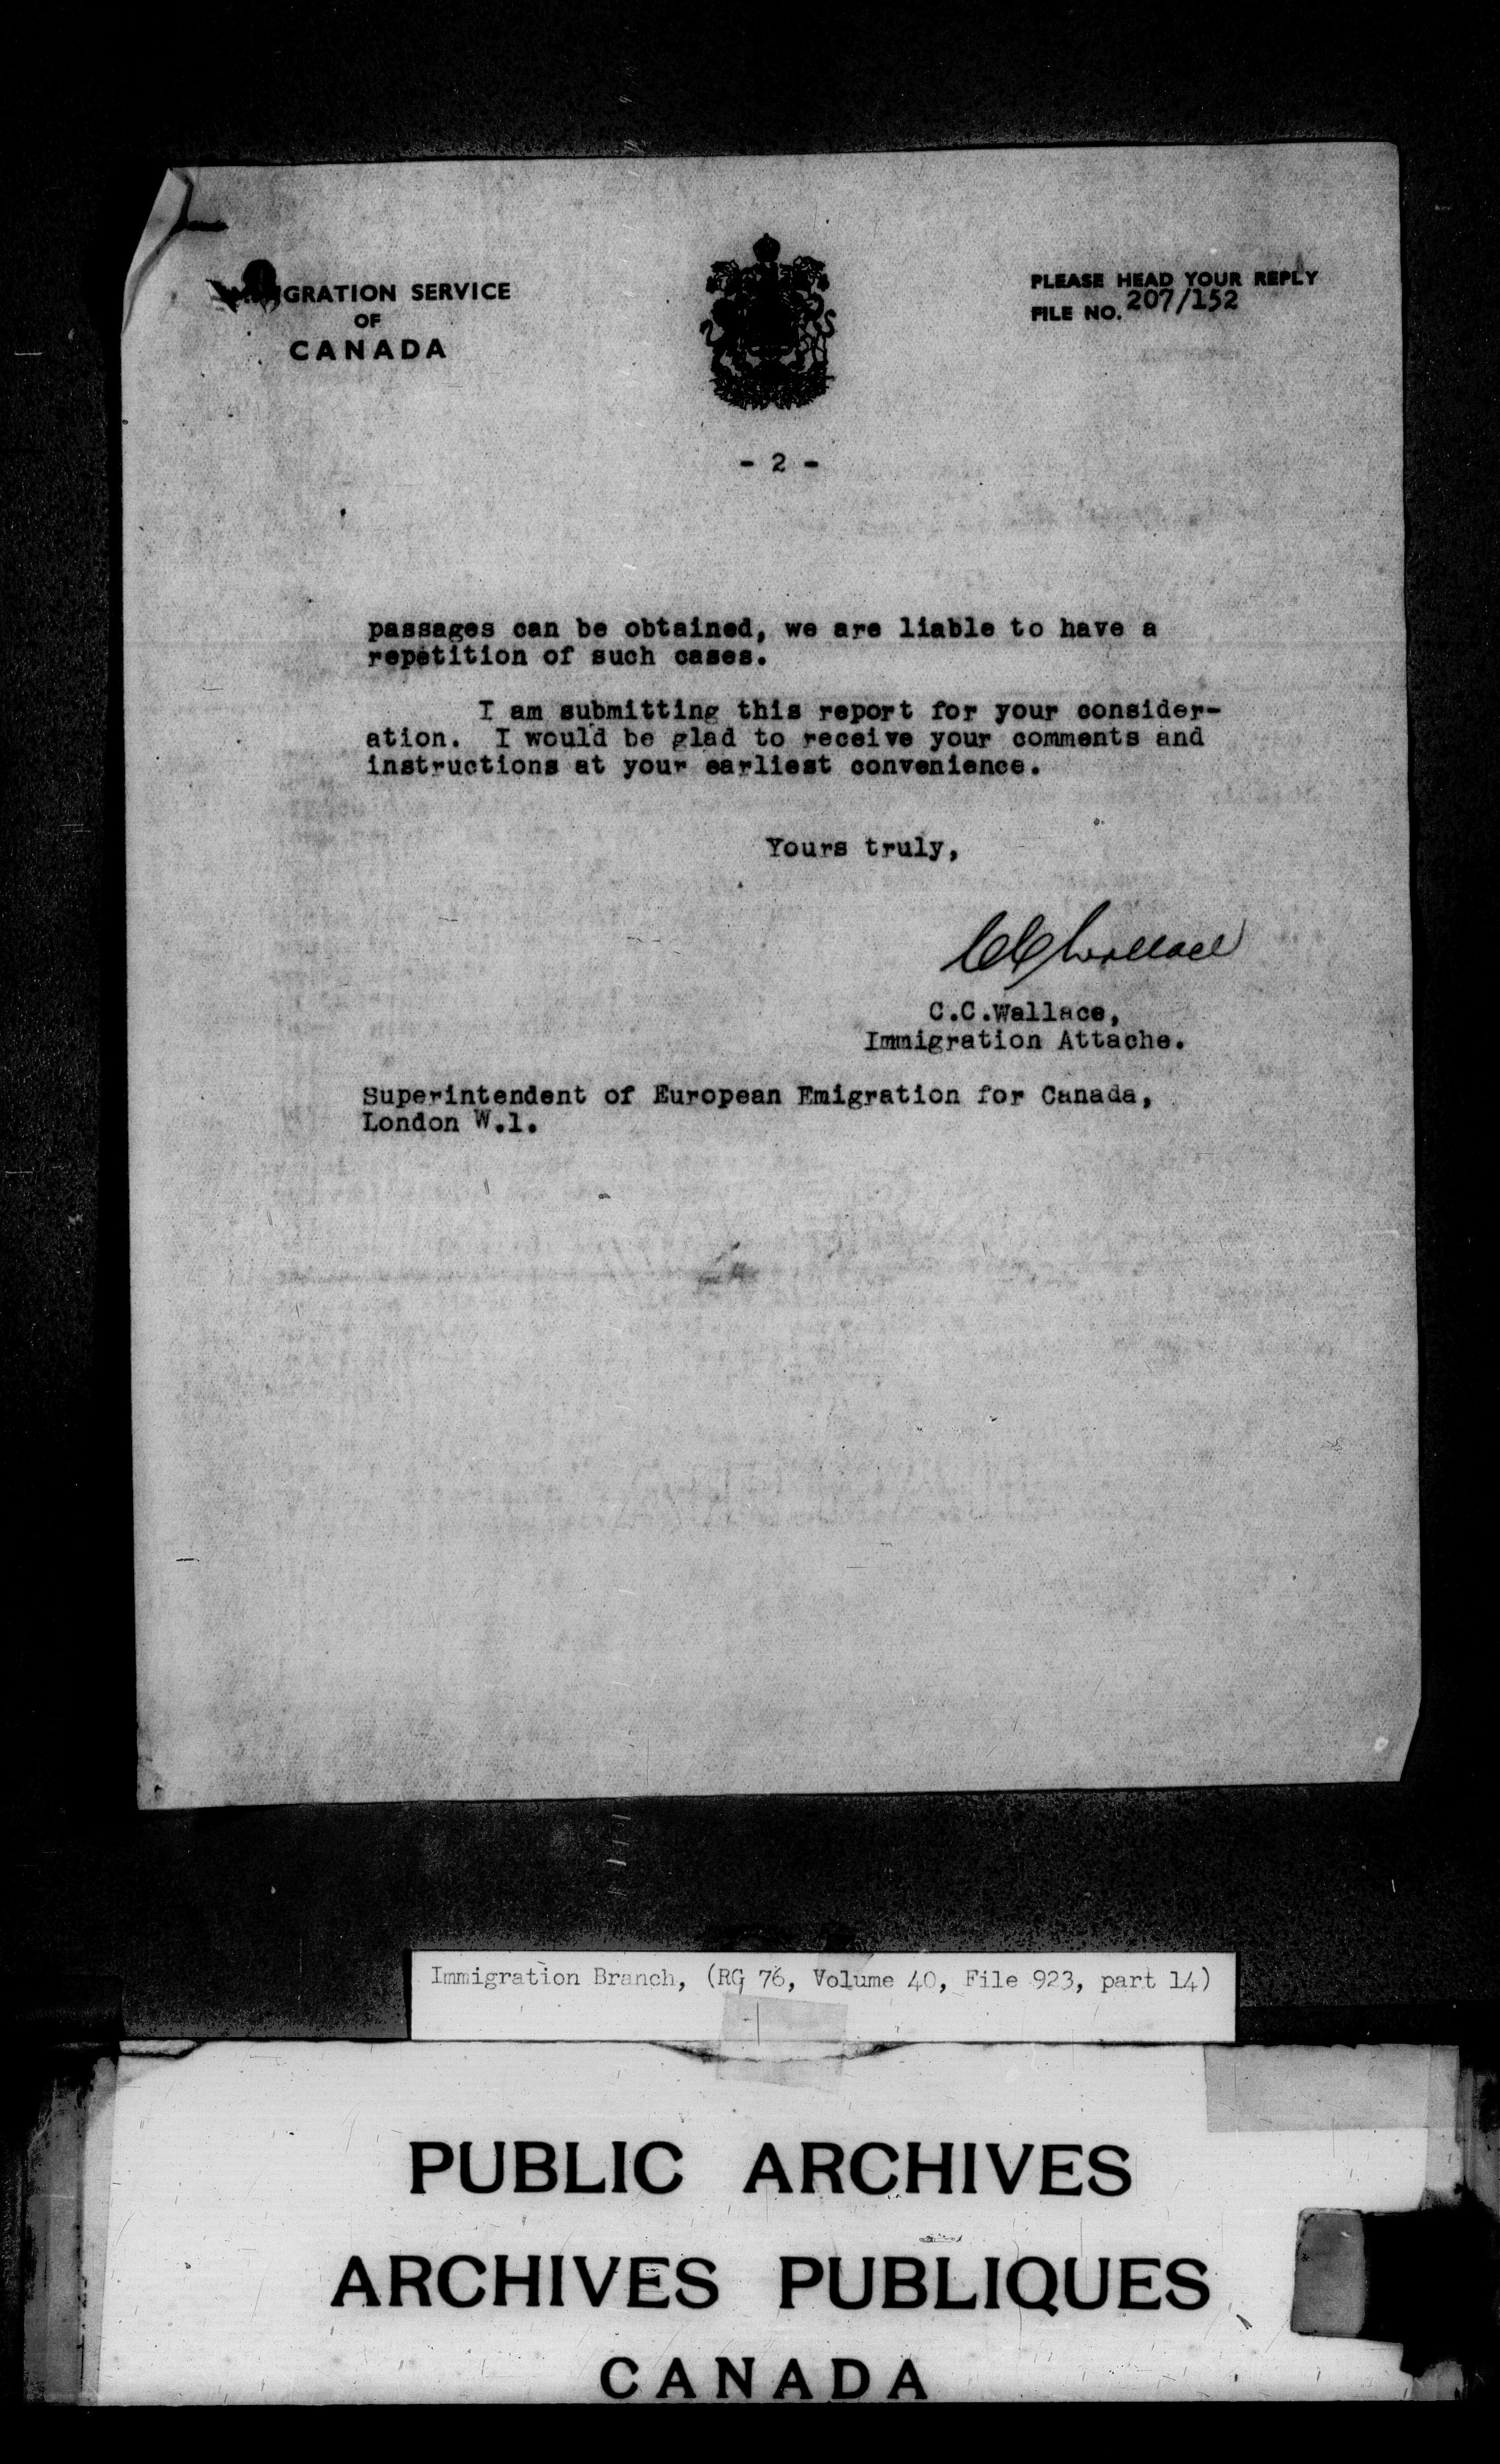 IMMIGRATION SERVICE
OF
CANADA
PLEASE HEAD YOUR REPLY
FILE NO. 207/152
- 2 -
passages can be obtained, we are liable to have a
repetition of such cases.
I am submitting this report for your consider-
ation. I would be glad to receive your comments and
instructions at your earliest convenience.
Yours truly,
CCWallace
C.C.Wallace,
Immigration Attache.
Superintendent of European Emigration for Canada,
London W.1.
Immigration Branch, (RG 76, Volume 40, File 923, part 14)
PUBLIC ARCHIVES
ARCHIVES PUBLIQUES
CANADA